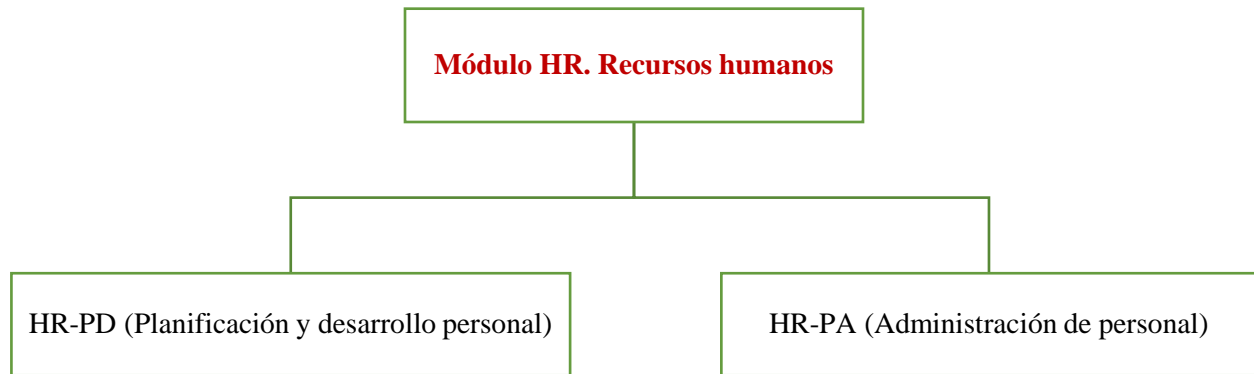 Módulo HR. Recursos humanos
HR-PD (Planificación y desarrollo personal)
HR-PA (Administración de personal)